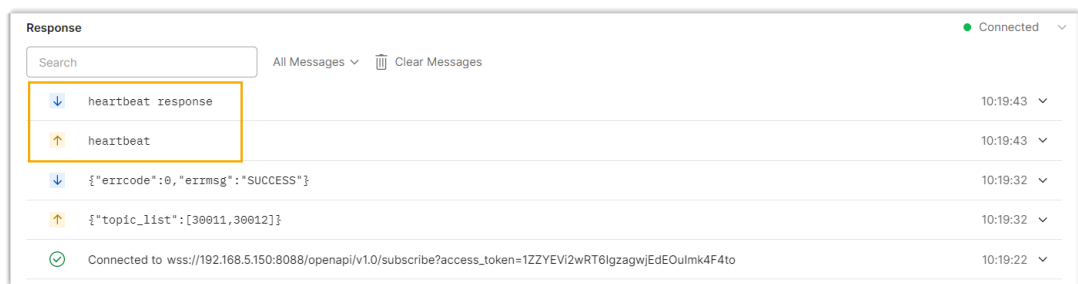 Response
Connected
Search
All Messages
Clear Messages
heartbeat response
10:19:43
heartbeat
10:19:43
{"errcode":0,"errmsg":"SUCCESS"}
10:19:32
{"topic_list":[30011,30012]}
10:19:32
Connected to wss://192.168.5.150:8088/openapi/v1.0/subscribe?access_token=1ZZYEVi2wRT6IgzagwjEdEOuImk4F4to
10:19:22